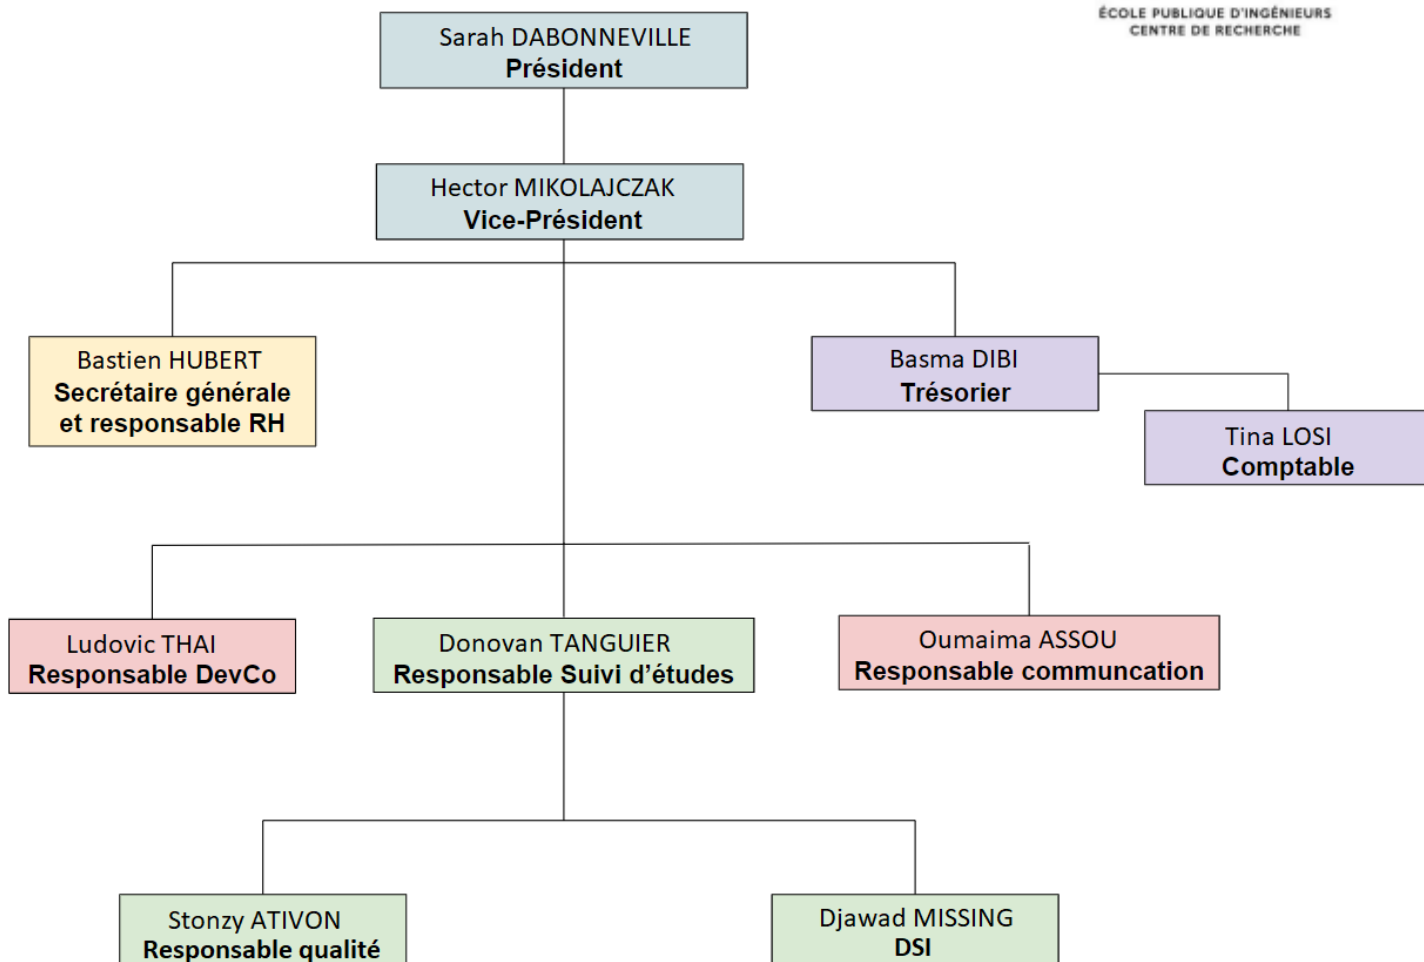 ÉCOLE PUBLIQUE D'INGÉNIEURS
CENTRE DE RECHERCHE
Sarah DABONNEVILLE
Président
Hector MIKOLAJCZAK
Vice-Président
Bastien HUBERT
Secrétaire générale
et responsable RH
Basma DIBI
Trésorier
Tina LOSI
Comptable
Ludovic THAI
Responsable DevCo
Donovan TANGUIER
Responsable Suivi d’études
Oumaima ASSOU
Responsable communcation
Stonzy ATIVON
Responsable qualité
Djawad MISSING
DSI